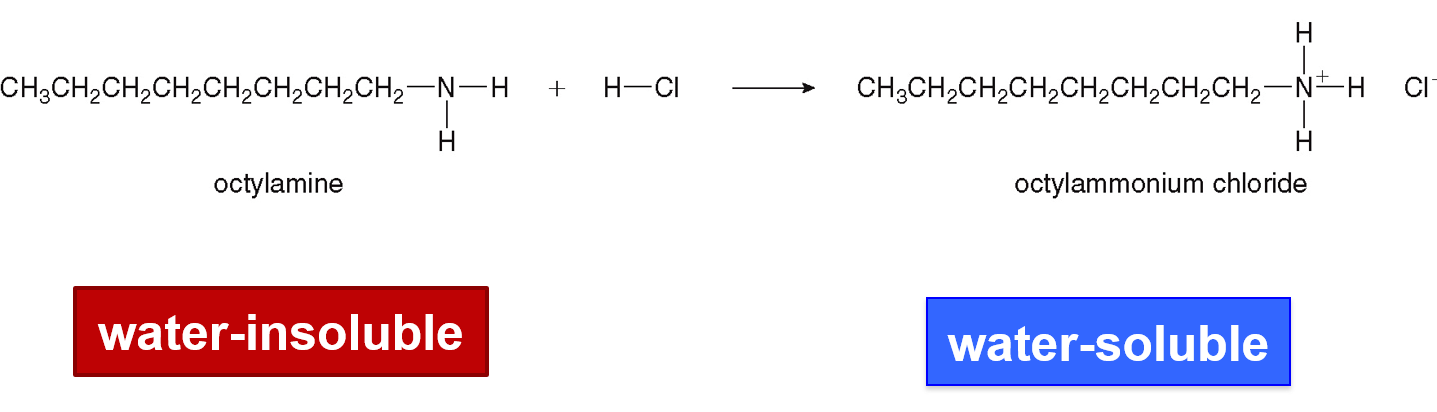 H
CH₃CH₂CH₂CH₂CH₂CH₂CH₂CH₂—N—H + H—Cl → CH₃CH₂CH₂CH₂CH₂CH₂CH₂CH₂—N⁺—H Cl⁻
H H
octylamine octylammonium chloride
water-insoluble water-soluble